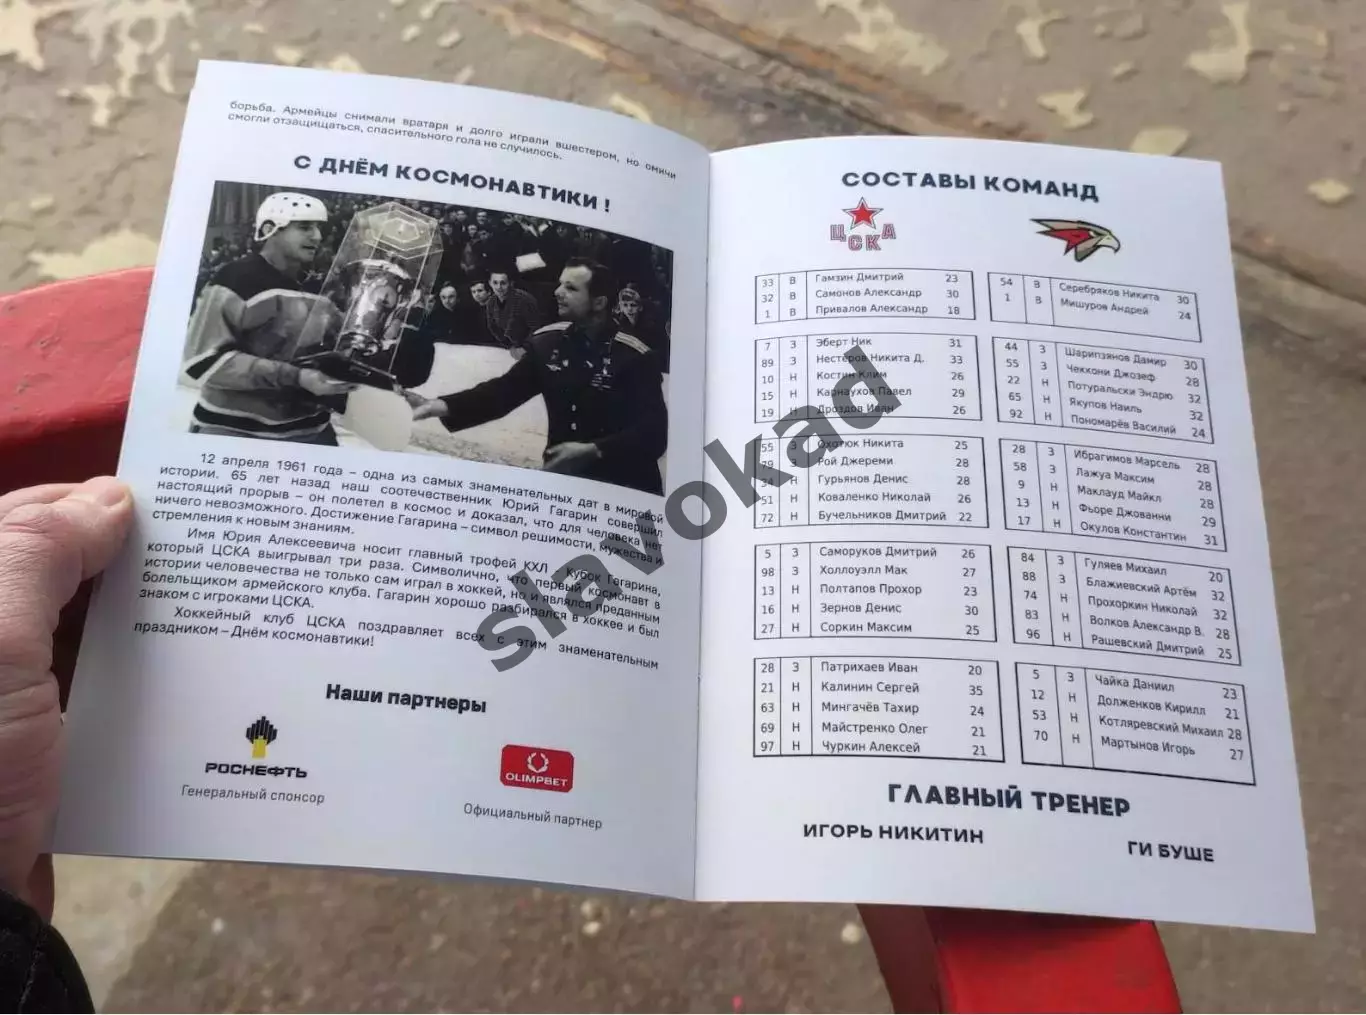 борьба. Армейцы снимали вратаря и долго играли вшестером, но омичи
смогли отзащищаться, спасительного гола не случилось.
С ДНЁМ КОСМОНАВТИКИ !
12 апреля 1961 года – одна из самых знаменательных дат в мировой
истории. 65 лет назад наш соотечественник Юрий Гагарин совершил
настоящий прорыв – он полетел в космос и доказал, что для человека нет
ничего невозможного. Достижение Гагарина – символ решимости, мужества и
стремления к новым знаниям.
Имя Юрия Алексеевича носит главный трофей КХЛ Кубок Гагарина,
который ЦСКА выигрывал три раза. Символично, что первый космонавт в
истории человечества не только сам играл в хоккей, но и являлся преданным
болельщиком армейского клуба. Гагарин хорошо разбирался в хоккее и был
знаком с игроками ЦСКА.
Хоккейный клуб ЦСКА поздравляет всех с этим знаменательным
праздником – Днём космонавтики!
Наши партнеры
РОСНЕФТЬ
Генеральный спонсор
OLIMPBET
Официальный партнер
СОСТАВЫ КОМАНД
ЦСКА
33 В Гамзин Дмитрий 23
32 В Самонов Александр 30
1 В Привалов Александр 18
7 З Эберт Ник 31
89 З Нестеров Никита Д. 33
10 Н Костин Клим 26
15 Н Карнаухов Павел 29
19 Н Дроздов Иван 26
55 З Охотюк Никита 25
29 З Рой Джереми 28
34 Н Гурьянов Денис 28
51 Н Коваленко Николай 26
72 Н Бучельников Дмитрий 22
5 З Саморуков Дмитрий 26
98 З Холлоуэлл Мак 27
13 Н Полтапов Прохор 23
16 Н Зернов Денис 30
27 Н Соркин Максим 25
28 З Патрихаев Иван 20
21 Н Калинин Сергей 35
63 Н Мингачёв Тахир 24
69 Н Майстренко Олег 21
97 Н Чуркин Алексей 21
54 В Серебряков Никита 30
1 В Мишуров Андрей 24
44 З Шарипзянов Дамир 30
55 З Чеккони Джозеф 28
22 Н Потуральски Эндрю 32
65 Н Якупов Наиль 32
92 Н Пономарёв Василий 24
28 З Ибрагимов Марсель 28
58 З Лажуа Максим 28
9 Н Маклауд Майкл 28
13 Н Фьоре Джованни 29
17 Н Окулов Константин 31
84 З Гуляев Михаил 20
88 З Блажиевский Артём 32
74 Н Прохоркин Николай 32
83 Н Волков Александр В. 28
96 Н Рашевский Дмитрий 25
5 З Чайка Даниил 23
12 Н Долженков Кирилл 21
53 Н Котляревский Михаил 28
70 Н Мартынов Игорь 27
ГЛАВНЫЙ ТРЕНЕР
ИГОРЬ НИКИТИН
ГИ БУШЕ
slavokad